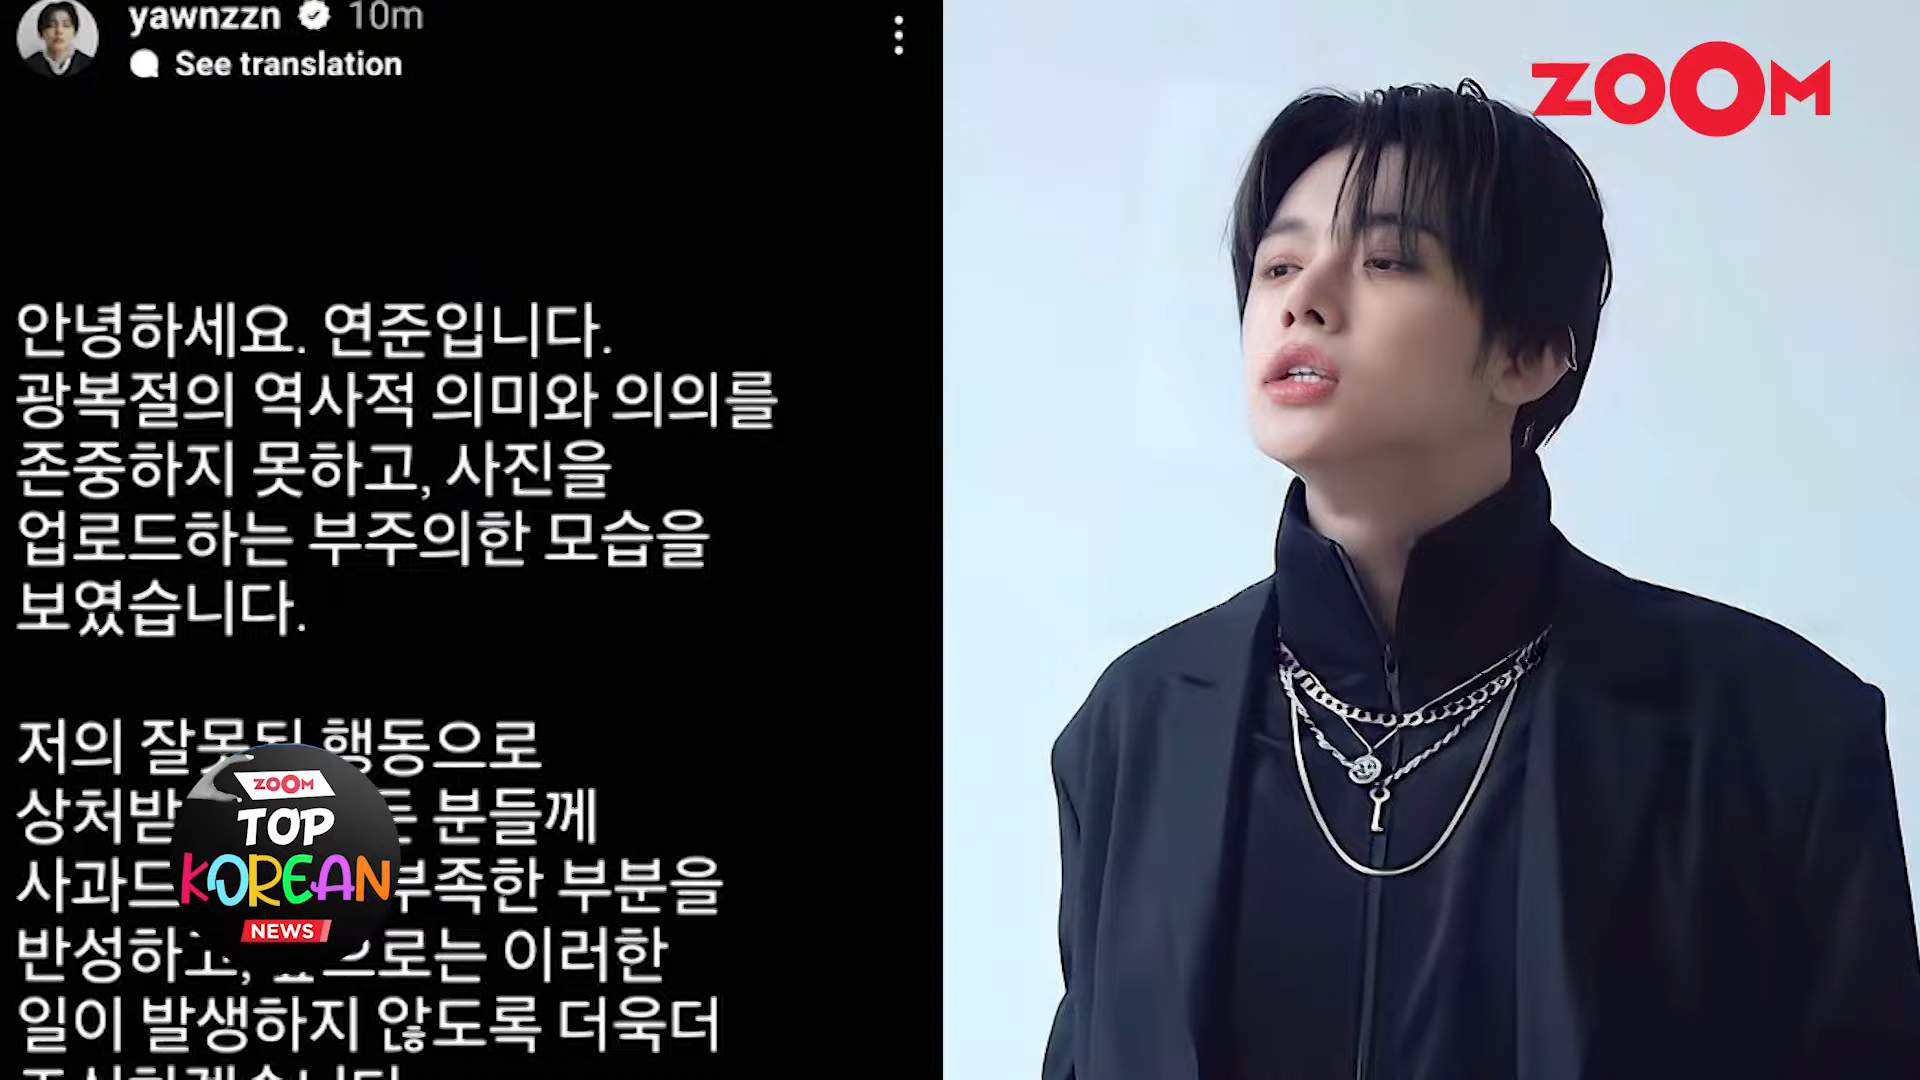 yawnzzn 10m
See translation
안녕하세요. 연준입니다.
광복절의 역사적 의미와 의의를
존중하지 못하고, 사진을
업로드하는 부주의한 모습을
보였습니다.
저의 잘못된 행동으로
상처받 분들께
사과드 부족한 부분을
반성하고, 앞으로는 이러한
일이 발생하지 않도록 더욱더
ZOOM
TOP
KOREAN
NEWS
ZOOM